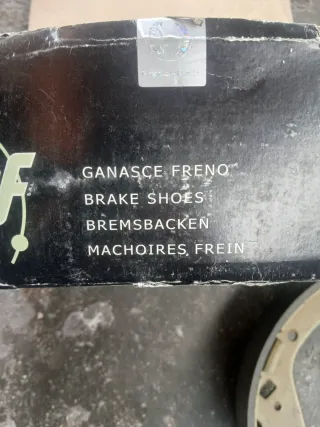 GANASCE FRENO
BRAKE SHOES
BREMSBACKEN
MACHOIRES FREIN